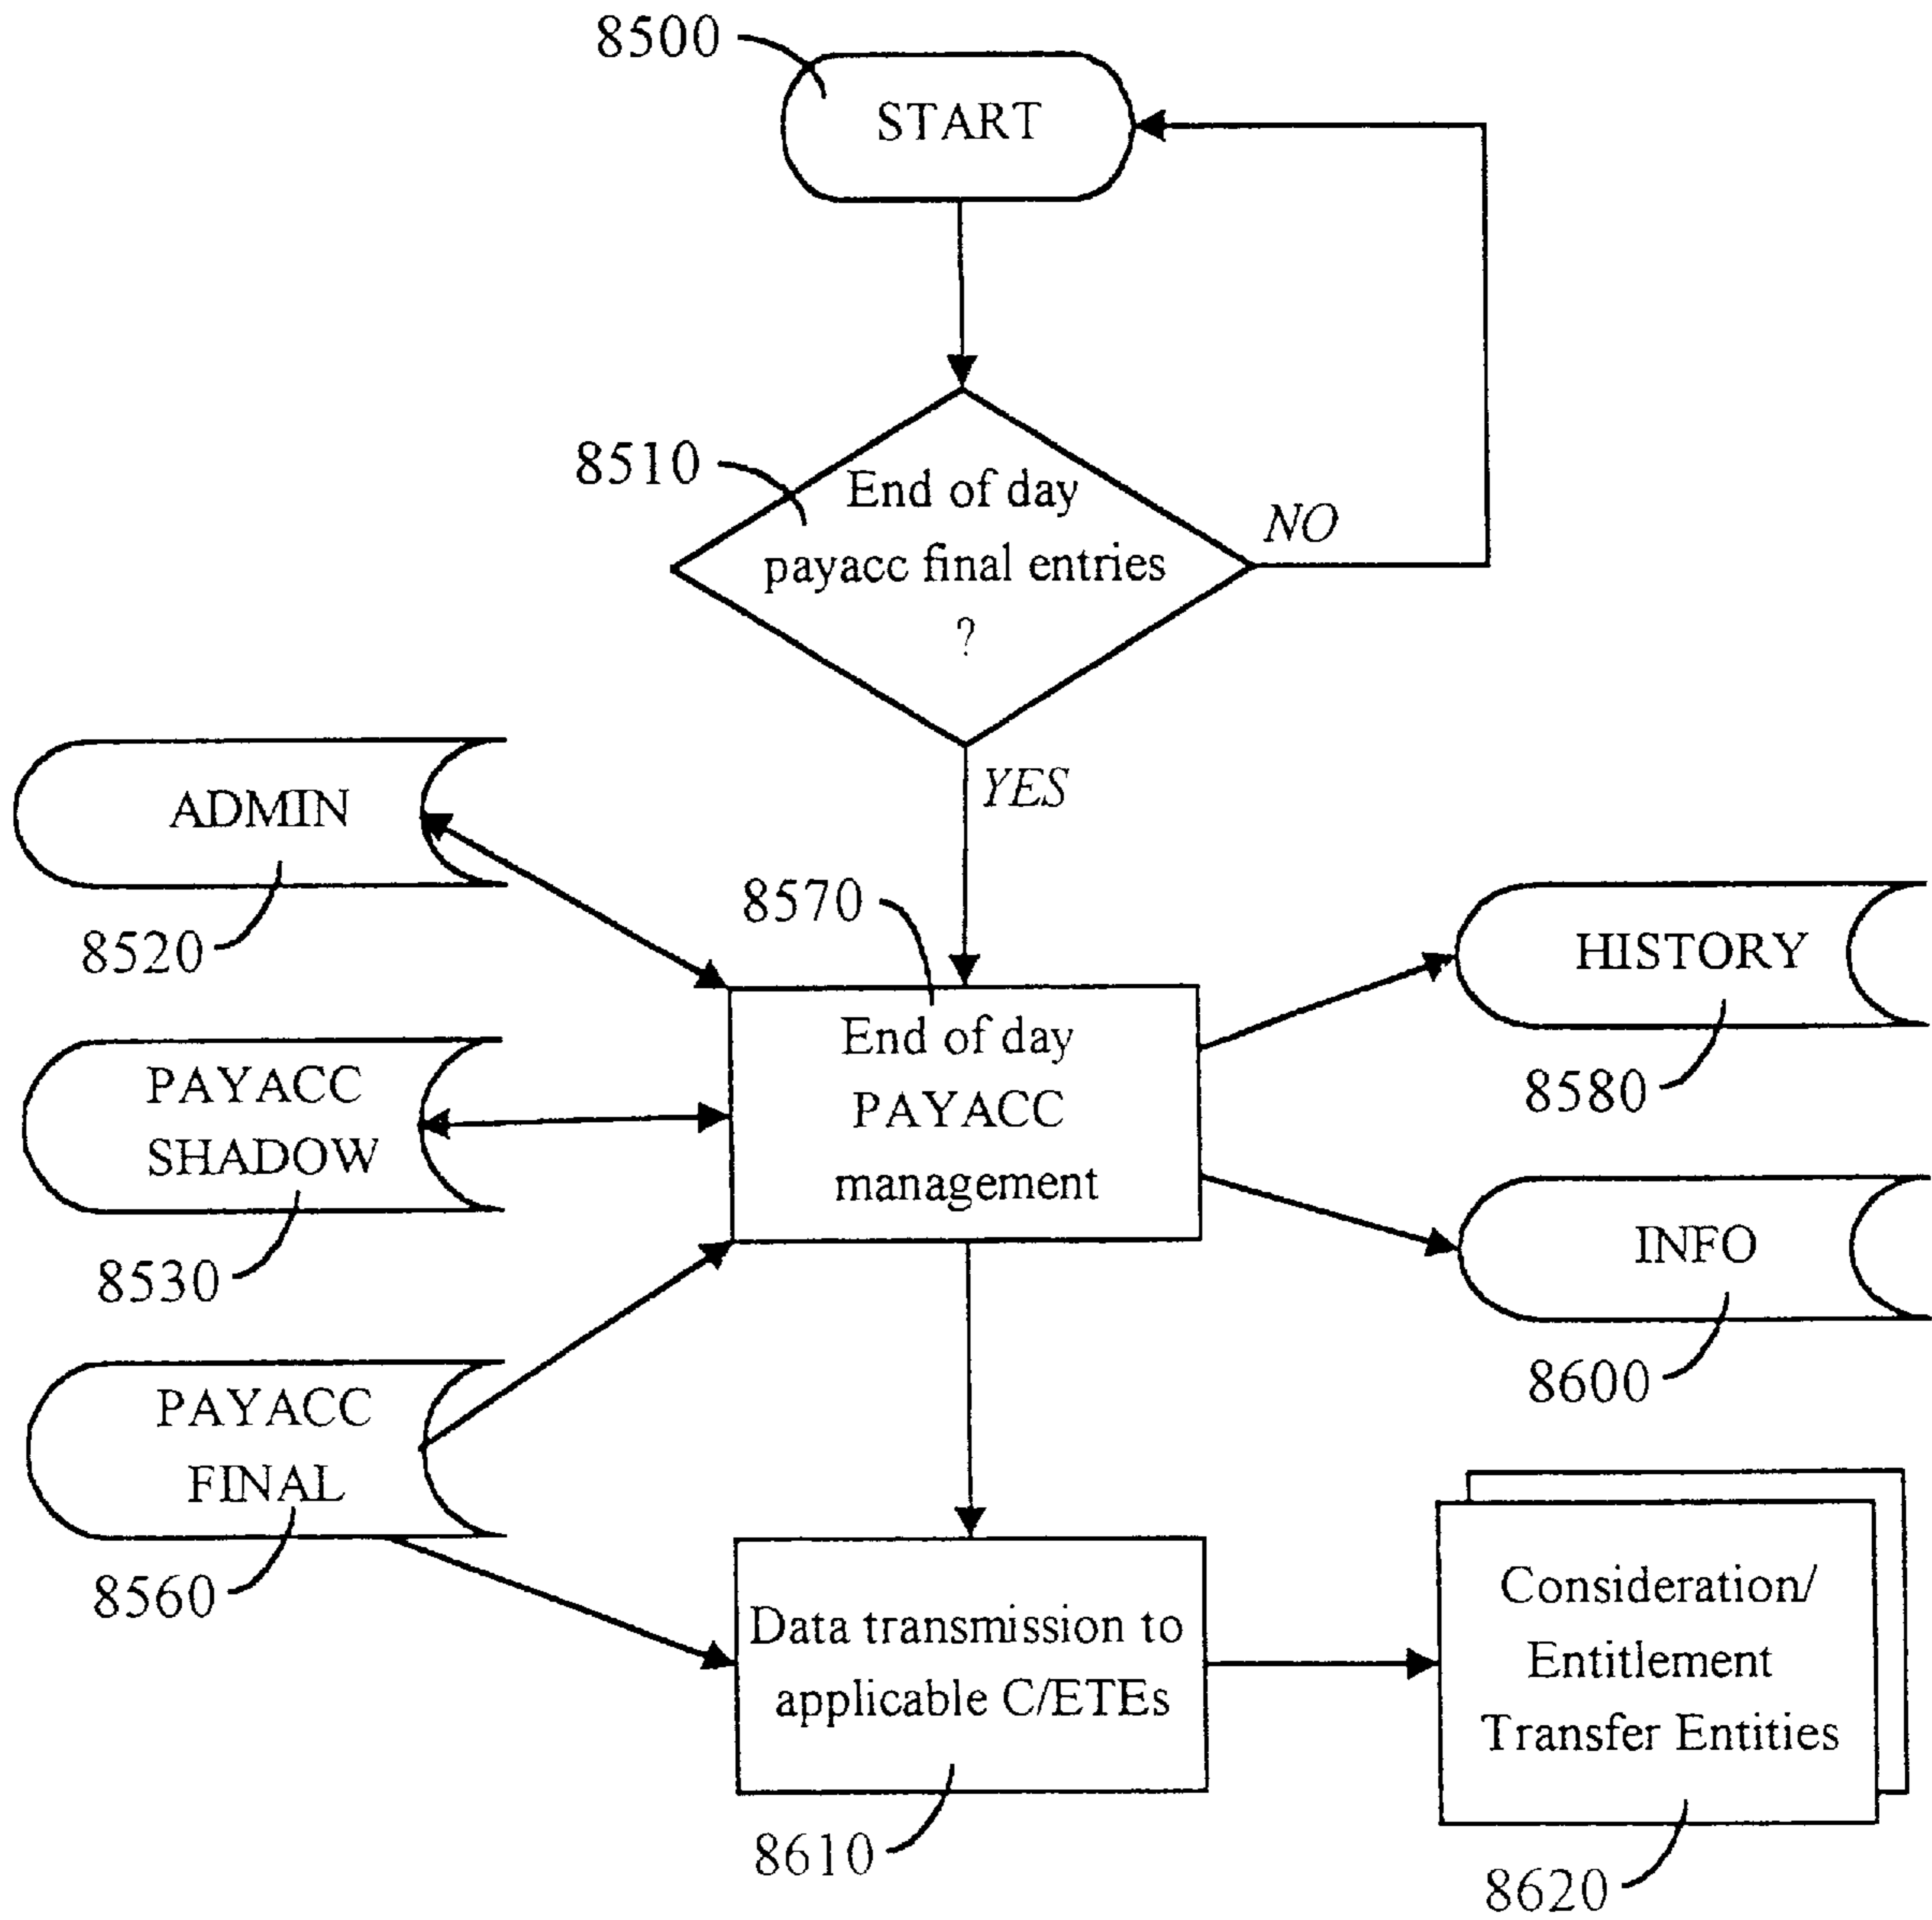 8500
START
8510
End of day
payacc final entries
?
NO
YES
ADMIN
8520
8570
End of day
PAYACC
management
HISTORY
8580
PAYACC
SHADOW
8530
INFO
8600
PAYACC
FINAL
8560
Data transmission to
applicable C/ETEs
8610
Consideration/
Entitlement
Transfer Entities
8620